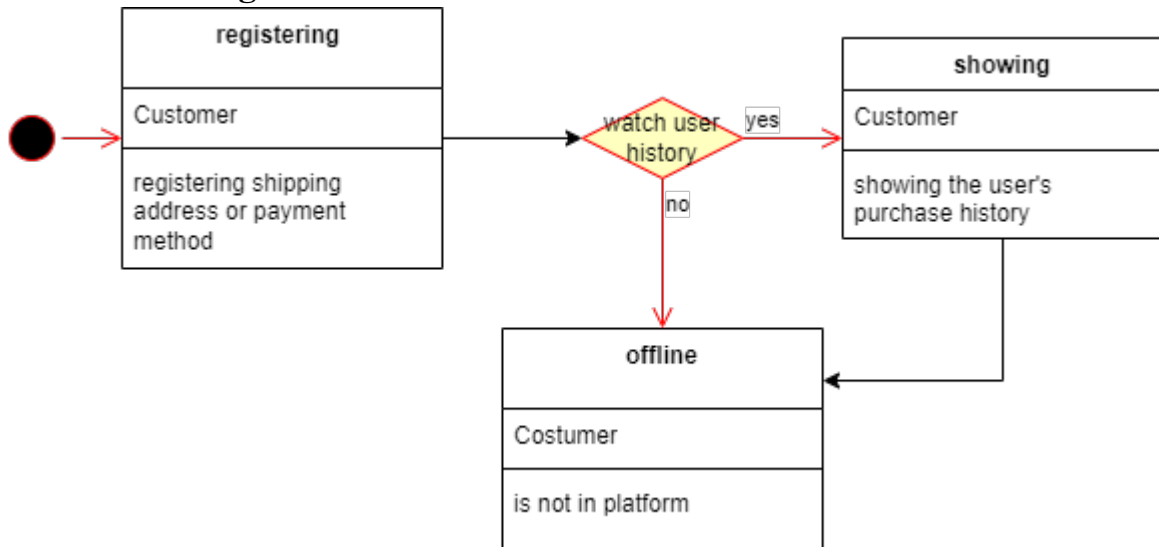 registering
Customer
registering shipping
address or payment
method
watch user
history
yes
no
showing
Customer
showing the user's
purchase history
offline
Costumer
is not in platform